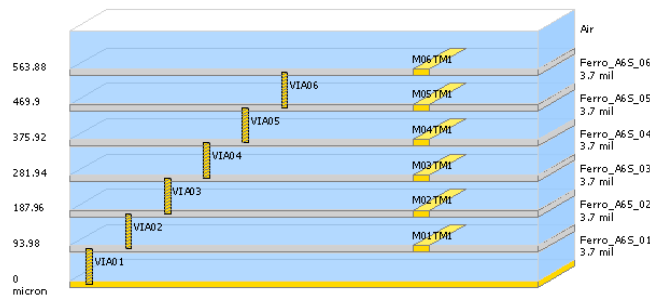 Air
563.88
M06TM1
Ferro_A6S_06
3.7 mil
VIA06
469.9
M05TM1
Ferro_A6S_05
3.7 mil
VIA05
375.92
M04TM1
Ferro_A6S_04
3.7 mil
VIA04
281.94
M03TM1
Ferro_A6S_03
3.7 mil
VIA03
187.96
M02TM1
Ferro_A6S_02
3.7 mil
VIA02
93.98
M01TM1
Ferro_A6S_01
3.7 mil
VIA01
0
micron